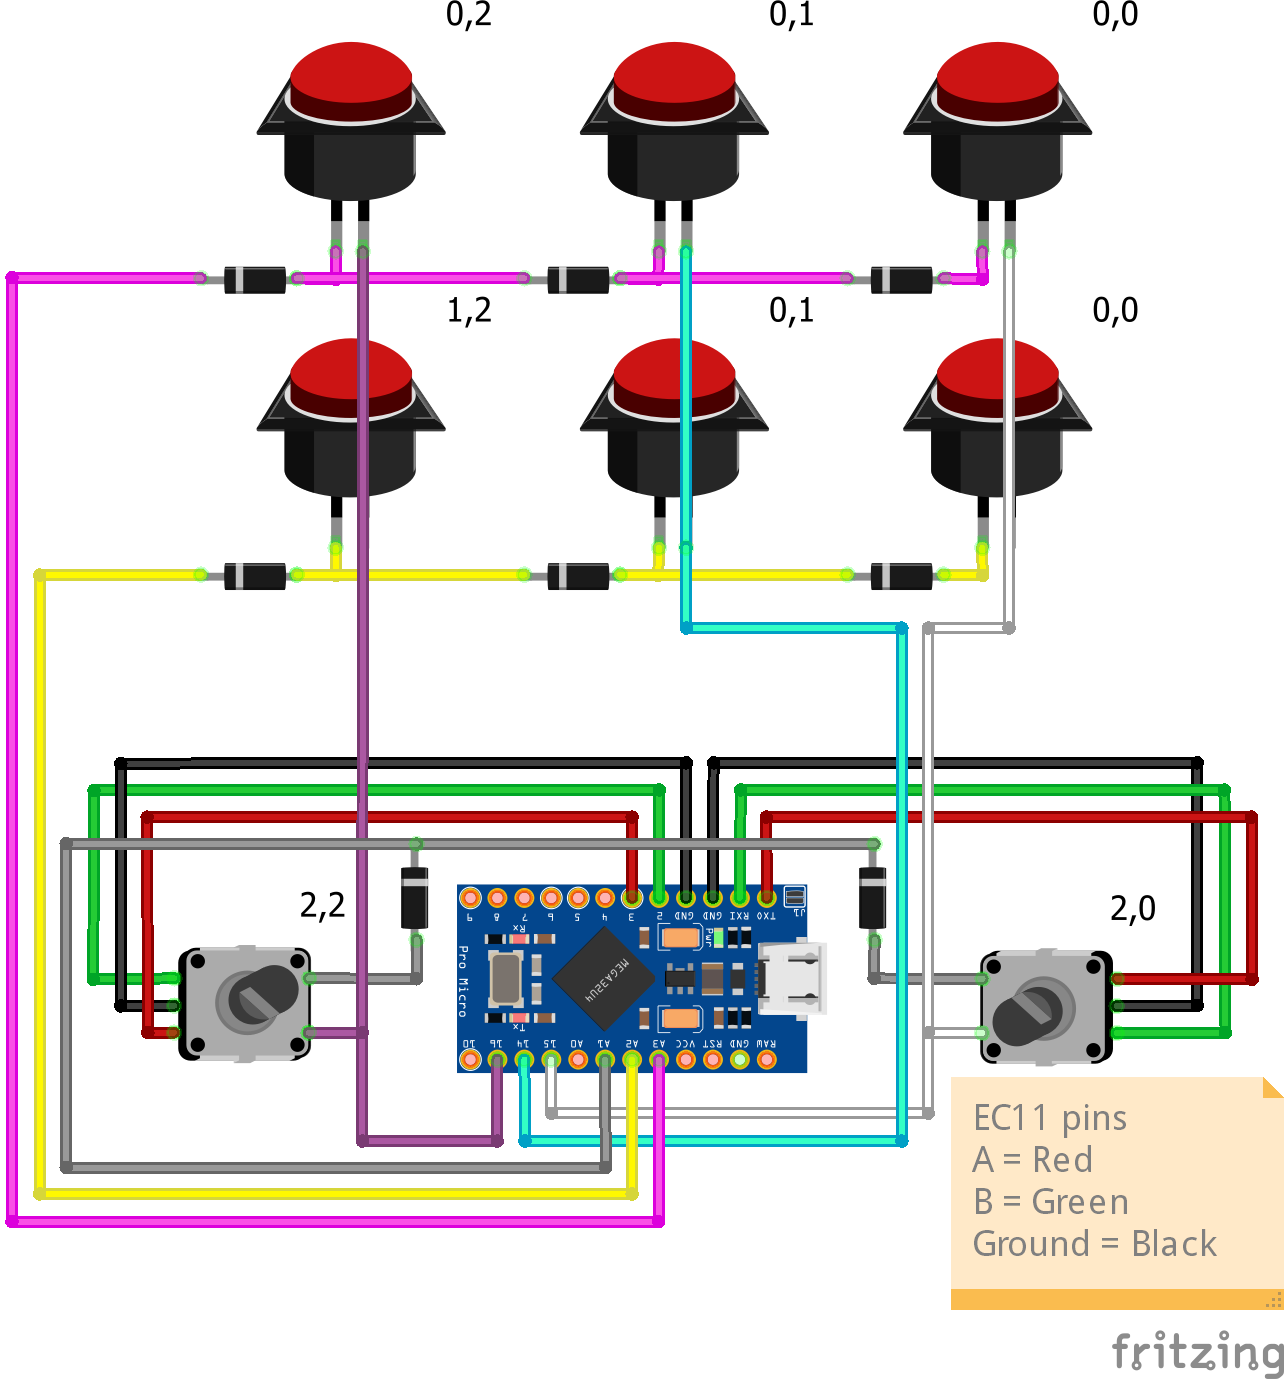 0,2
0,1
0,0
1,2
0,1
0,0
2,2
2,0
9
8
7
6
5
4
3
2
GND
GND
RXI
TXO
J1
Rx
PWR
Pro Micro
MEGA32U4
Tx
10
16
14
15
A0
A1
A2
A3
VCC
RST
GND
RAW
EC11 pins
A = Red
B = Green
Ground = Black
fritzing